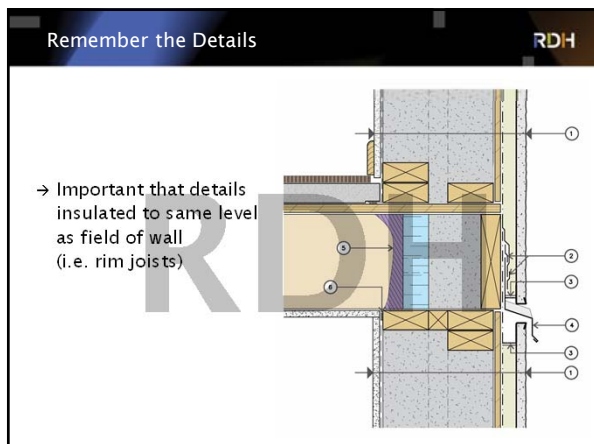 Remember the Details
RDH
→ Important that details
insulated to same level
as field of wall
(i.e. rim joists)
RDH
1
2
3
4
5
6
3
1